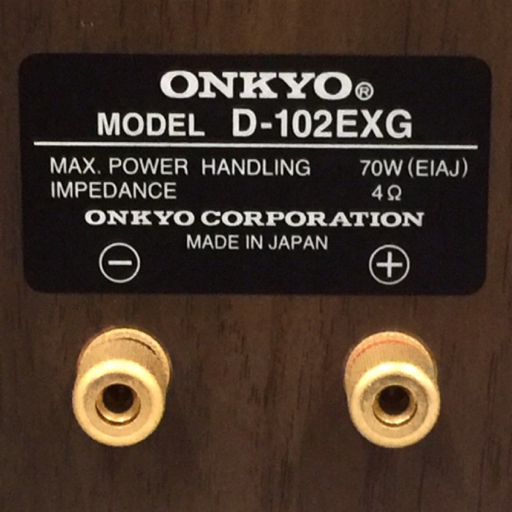 ONKYO®
MODEL D-102EXG
MAX. POWER HANDLING 70W (EIAJ)
IMPEDANCE 4Ω
ONKYO CORPORATION
MADE IN JAPAN
− +